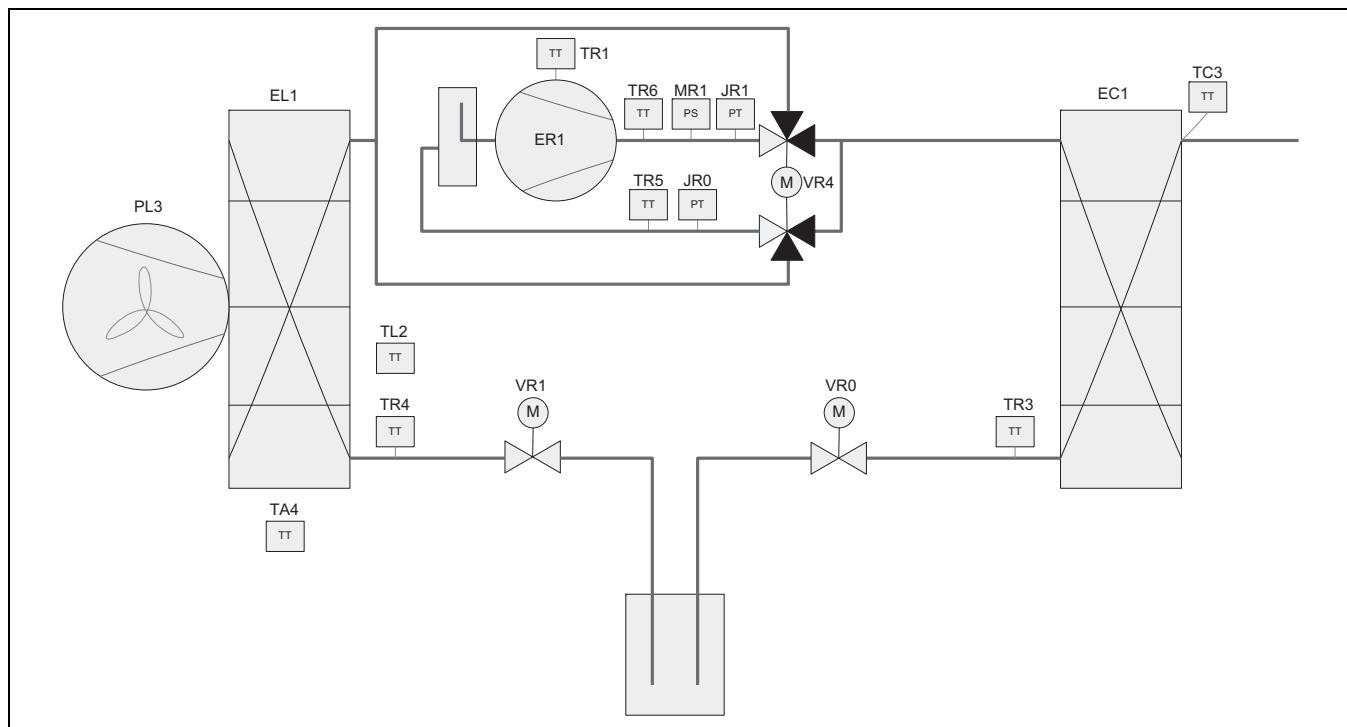 TT
TR1
EL1
TR6
MR1
JR1
EC1
TC3
TT
TT
PS
PT
ER1
TR5
JR0
M
VR4
TT
PT
PL3
TL2
TT
VR1
VR0
TR4
M
M
TR3
TT
TT
TA4
TT